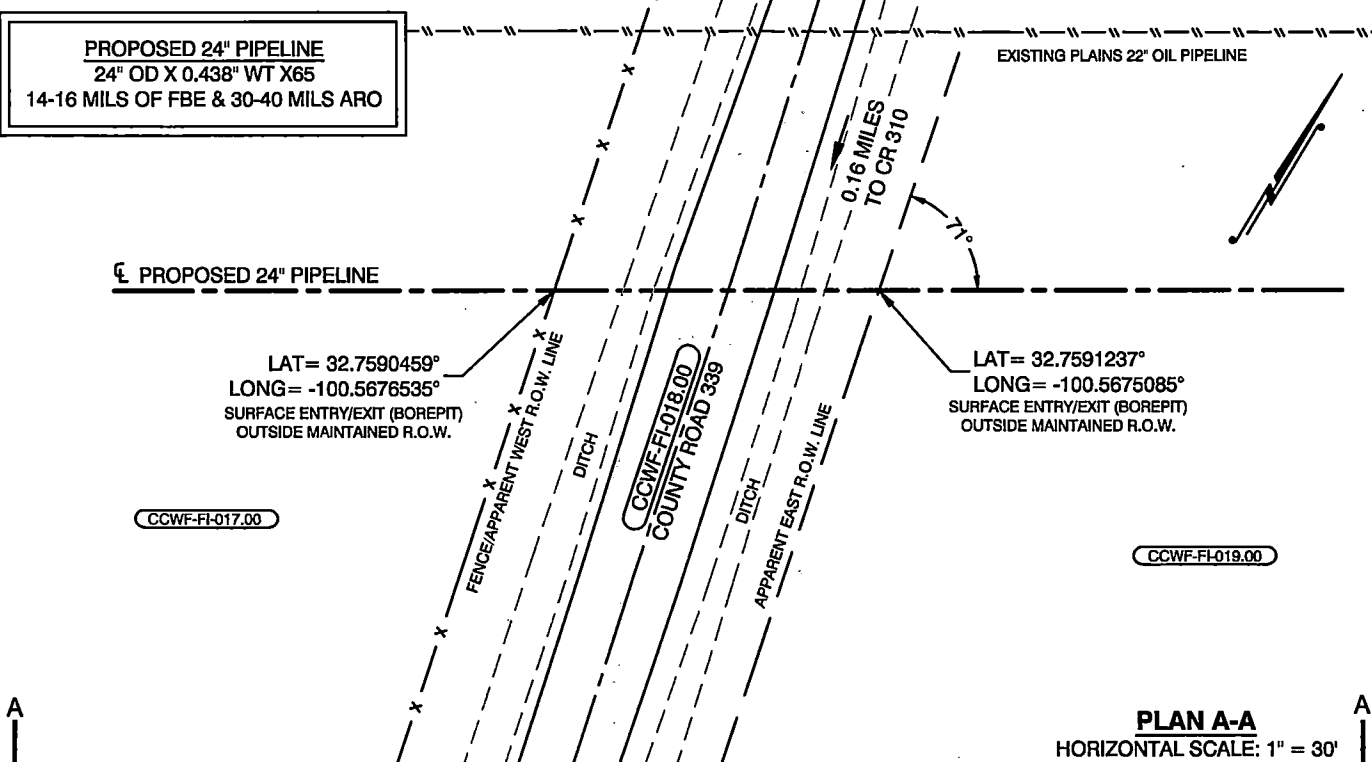 PROPOSED 24" PIPELINE
24" OD X 0.438" WT X65
14-16 MILS OF FBE & 30-40 MILS ARO
EXISTING PLAINS 22" OIL PIPELINE
0.16 MILES
TO CR 310
71°
N
℄ PROPOSED 24" PIPELINE
LAT= 32.7590459°
LONG= -100.5676535°
SURFACE ENTRY/EXIT (BOREPIT)
OUTSIDE MAINTAINED R.O.W.
LAT= 32.7591237°
LONG= -100.5675085°
SURFACE ENTRY/EXIT (BOREPIT)
OUTSIDE MAINTAINED R.O.W.
FENCE/APPARENT WEST R.O.W. LINE
DITCH
CCWF-FI-018.00
COUNTY ROAD 339
DITCH
APPARENT EAST R.O.W. LINE
CCWF-FI-017.00
CCWF-FI-019.00
A
A
PLAN A-A
HORIZONTAL SCALE: 1" = 30'